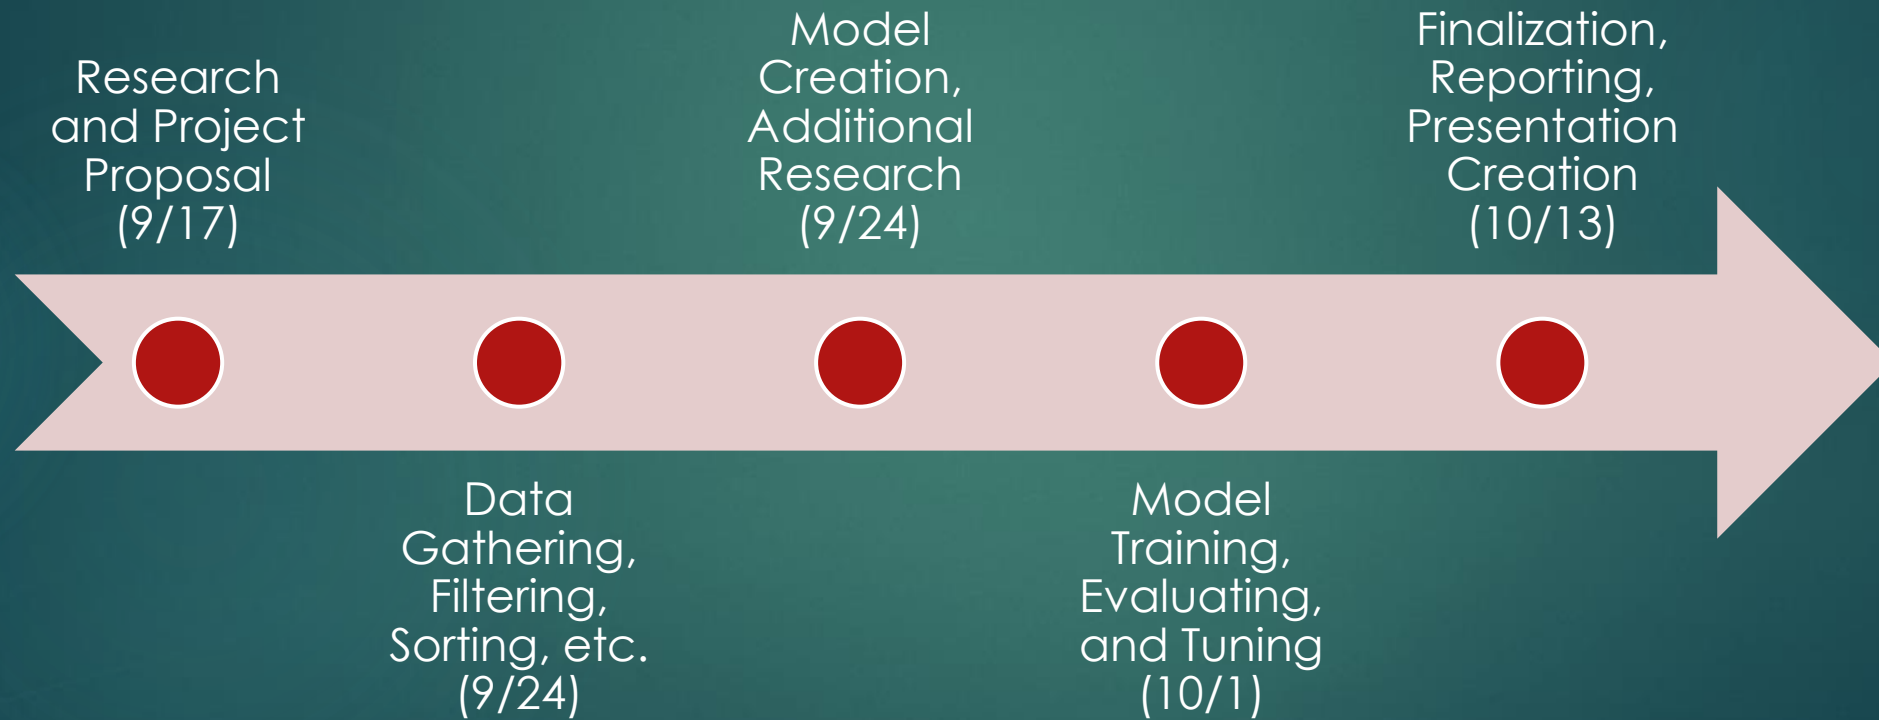 Research
and Project
Proposal
(9/17)
Data
Gathering,
Filtering,
Sorting, etc.
(9/24)
Model
Creation,
Additional
Research
(9/24)
Model
Training,
Evaluating,
and Tuning
(10/1)
Finalization,
Reporting,
Presentation
Creation
(10/13)